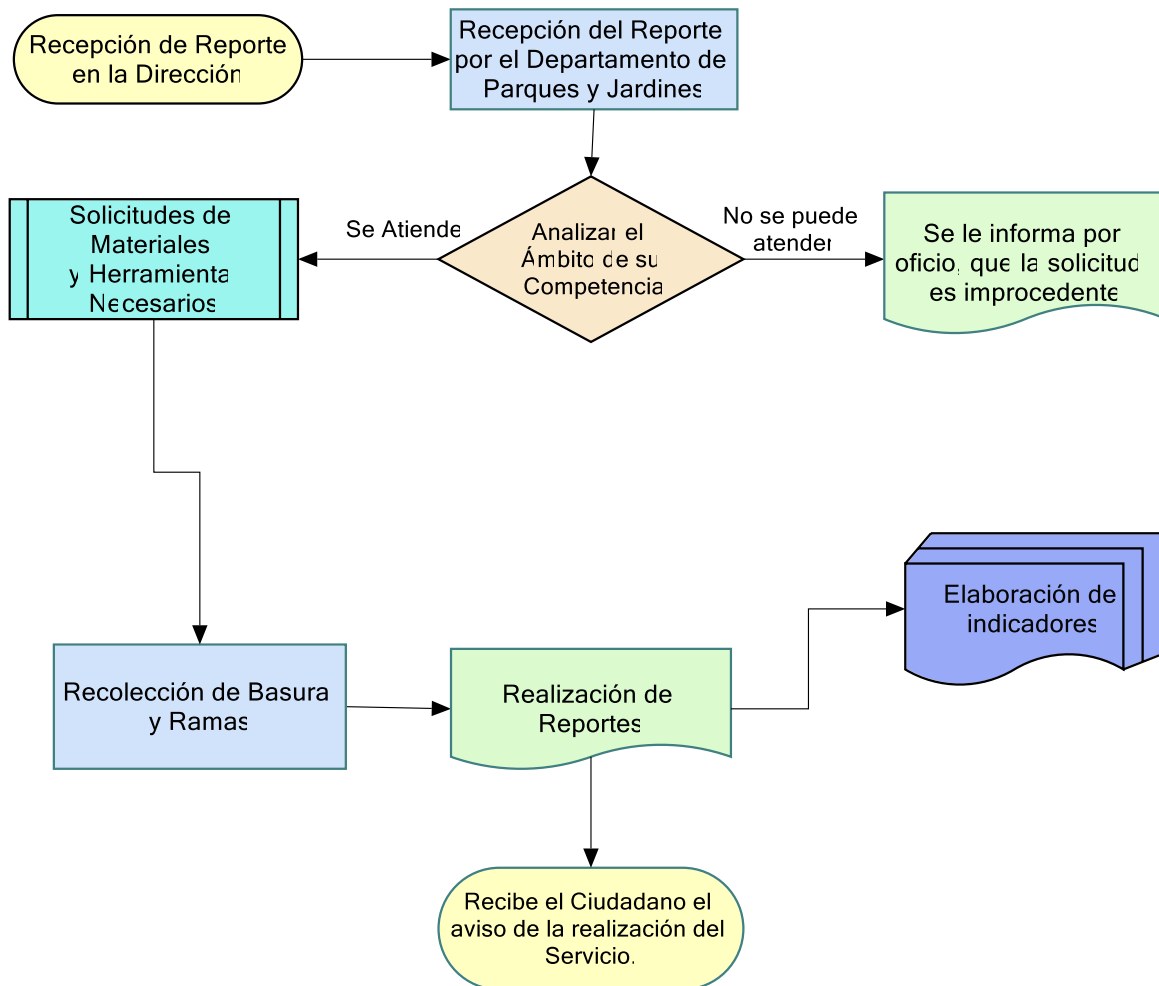 Recepción de Reporte
en la Dirección
Recepción del Reporte
por el Departamento de
Parques y Jardines
Solicitudes de
Materiales
y Herramienta
Necesarios
Se Atiende
Analizar el
Ámbito de su
Competencia
No se puede
atender
Se le informa por
oficio, que la solicitud
es improcedente
Elaboración de
indicadores
Recolección de Basura
y Ramas
Realización de
Reportes
Recibe el Ciudadano el
aviso de la realización del
Servicio.